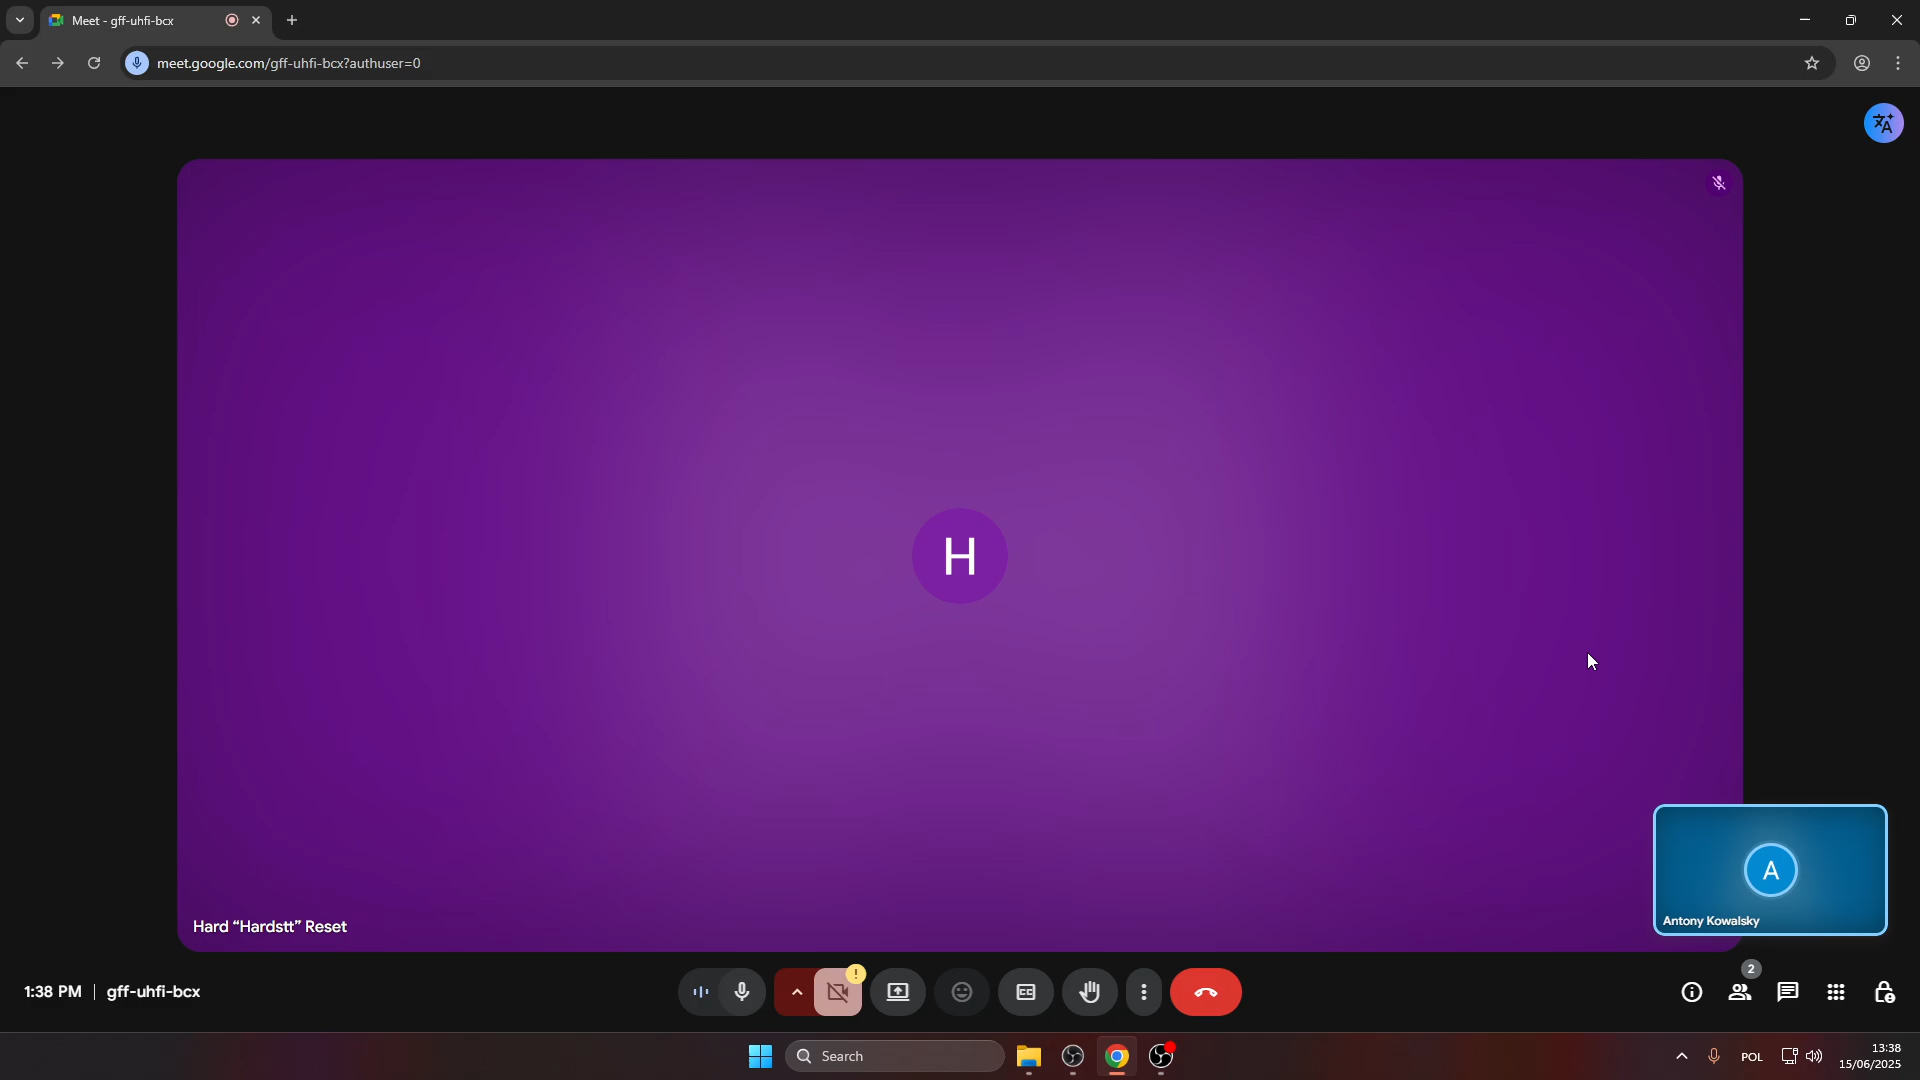 Meet - gff-uhfi-bcx
meet.google.com/gff-uhfi-bcx?authuser=0
H
Hard “Hardstt” Reset
A
Antony Kowalsky
1:38 PM | gff-uhfi-bcx
!
CC
2
Search
POL
13:38
15/06/2025